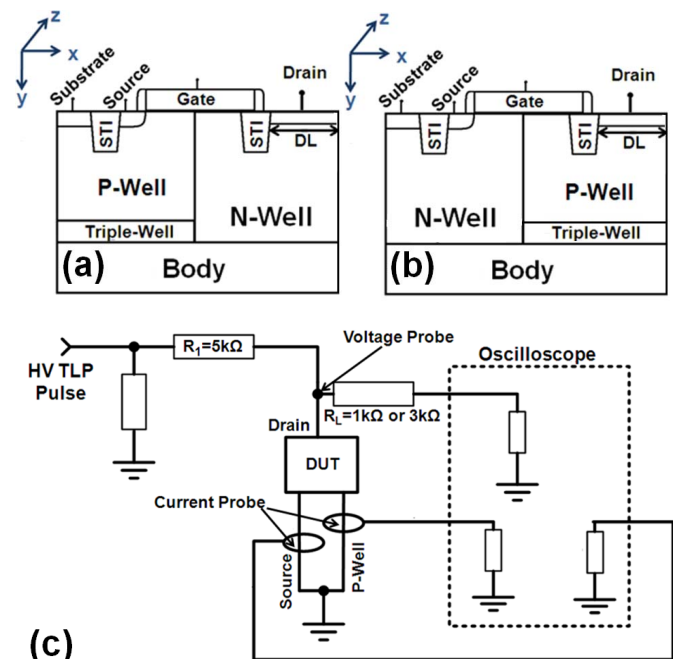 z
x
y
Substrate
Source
Gate
Drain
STI
STI
DL
P-Well
N-Well
Triple-Well
Body
(a)
z
x
y
Substrate
Source
Gate
Drain
STI
STI
DL
N-Well
P-Well
Triple-Well
Body
(b)
HV TLP
Pulse
R1=5kΩ
Voltage Probe
Oscilloscope
Drain
RL=1kΩ or 3kΩ
DUT
Current Probe
Source
P-Well
(c)